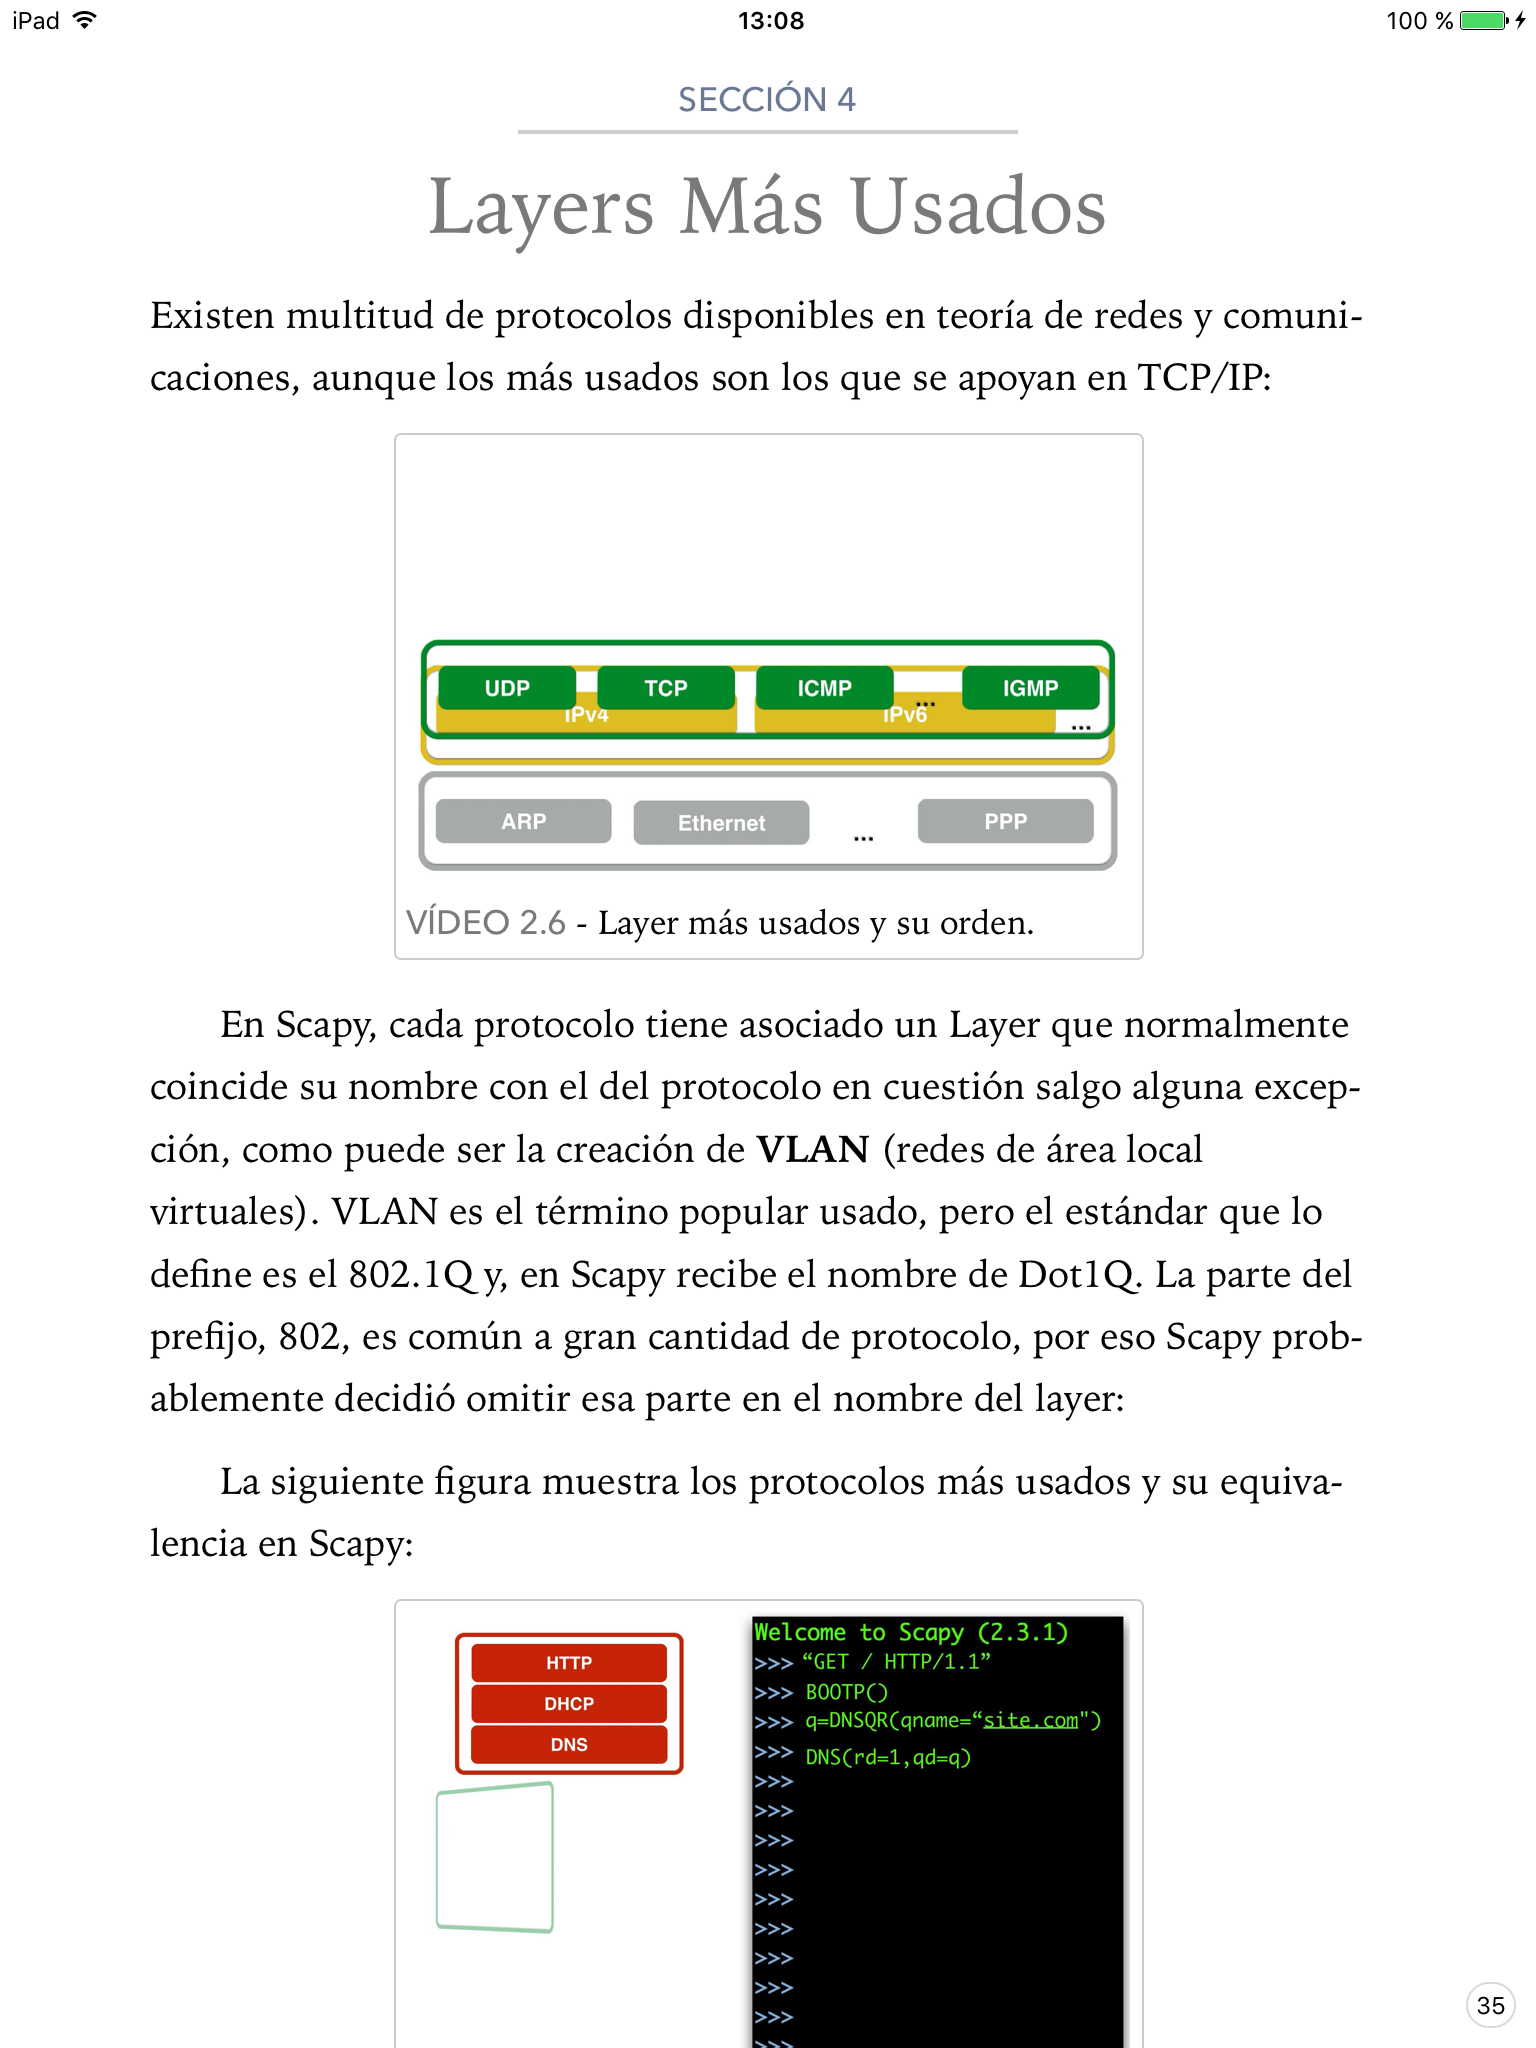 iPad 13:08 100 %
SECCIÓN 4
Layers Más Usados
Existen multitud de protocolos disponibles en teoría de redes y comuni-
caciones, aunque los más usados son los que se apoyan en TCP/IP:
UDP TCP ICMP ... IGMP
IPv4 IPv6 ...
ARP Ethernet ... PPP
VÍDEO 2.6 - Layer más usados y su orden.
En Scapy, cada protocolo tiene asociado un Layer que normalmente
coincide su nombre con el del protocolo en cuestión salgo alguna excep-
ción, como puede ser la creación de VLAN (redes de área local
virtuales). VLAN es el término popular usado, pero el estándar que lo
define es el 802.1Q y, en Scapy recibe el nombre de Dot1Q. La parte del
prefijo, 802, es común a gran cantidad de protocolo, por eso Scapy prob-
ablemente decidió omitir esa parte en el nombre del layer:
La siguiente figura muestra los protocolos más usados y su equiva-
lencia en Scapy:
HTTP
DHCP
DNS
Welcome to Scapy (2.3.1)
>>> “GET / HTTP/1.1”
>>> BOOTP()
>>> q=DNSQR(qname=“site.com")
>>> DNS(rd=1,qd=q)
>>>
>>>
>>>
>>>
>>>
>>>
>>>
>>>
>>>
>>>
35